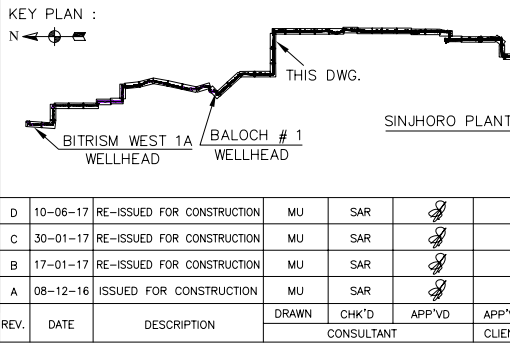 KEY PLAN :
N
THIS DWG.
SINJHORO PLANT
BITRISM WEST 1A
WELLHEAD
BALOCH # 1
WELLHEAD
D 10-06-17 RE-ISSUED FOR CONSTRUCTION MU SAR
C 30-01-17 RE-ISSUED FOR CONSTRUCTION MU SAR
B 17-01-17 RE-ISSUED FOR CONSTRUCTION MU SAR
A 08-12-16 ISSUED FOR CONSTRUCTION MU SAR
REV. DATE DESCRIPTION DRAWN CHK'D APP'VD
CONSULTANT